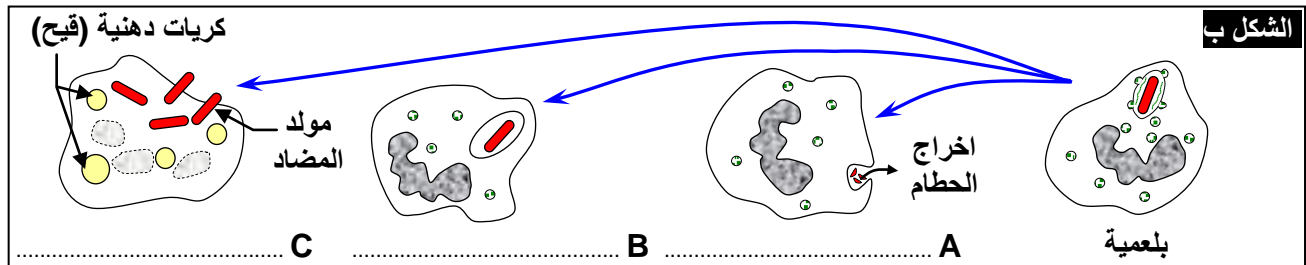 الشكل ب
كريات دهنية (قيح)
مولد
المضاد
اخراج
الحطام
بلعمية
A ..............................................
B ..............................................
C ..............................................